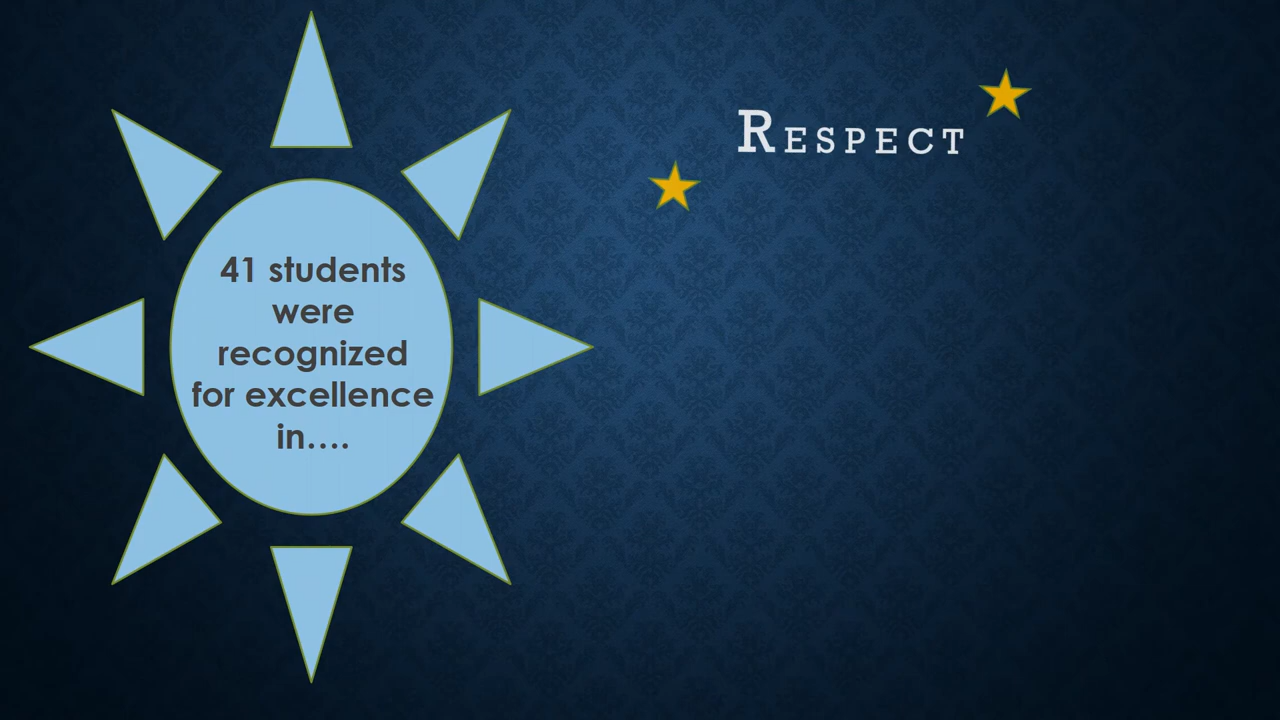 41 students
were
recognized
for excellence
in….
Respect